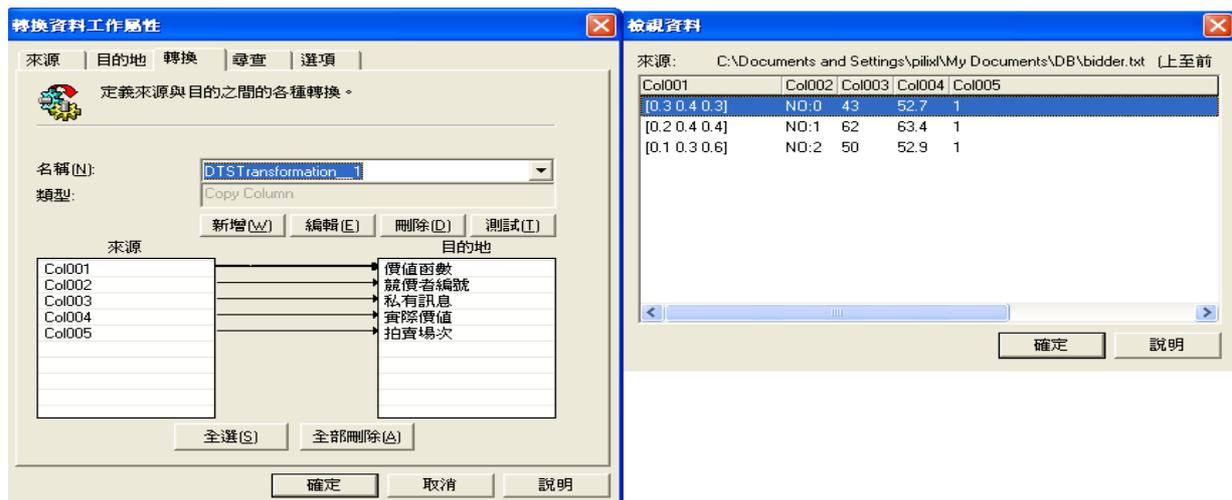 轉換資料工作屬性
來源 目的地 轉換 尋查 選項
定義來源與目的之間的各種轉換。
名稱(N): DTSTransformation__1
類型: Copy Column
新增(W) 編輯(E) 刪除(D) 測試(T)
來源 目的地
Col001 價值函數
Col002 競價者編號
Col003 私有訊息
Col004 實際價值
Col005 拍賣場次
全選(S) 全部刪除(A)
確定 取消 說明
檢視資料
來源: C:\Documents and Settings\pilixl\My Documents\DB\bidder.txt (上至前
Col001 Col002 Col003 Col004 Col005
[0.3 0.4 0.3] NO:0 43 52.7 1
[0.2 0.4 0.4] NO:1 62 63.4 1
[0.1 0.3 0.6] NO:2 50 52.9 1
確定 說明